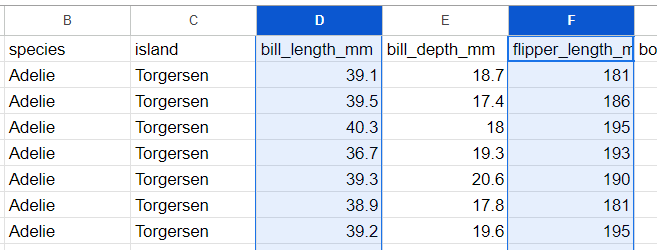 B C D E F
species island bill_length_mm bill_depth_mm flipper_length_m bo
Adelie Torgersen 39.1 18.7 181
Adelie Torgersen 39.5 17.4 186
Adelie Torgersen 40.3 18 195
Adelie Torgersen 36.7 19.3 193
Adelie Torgersen 39.3 20.6 190
Adelie Torgersen 38.9 17.8 181
Adelie Torgersen 39.2 19.6 195